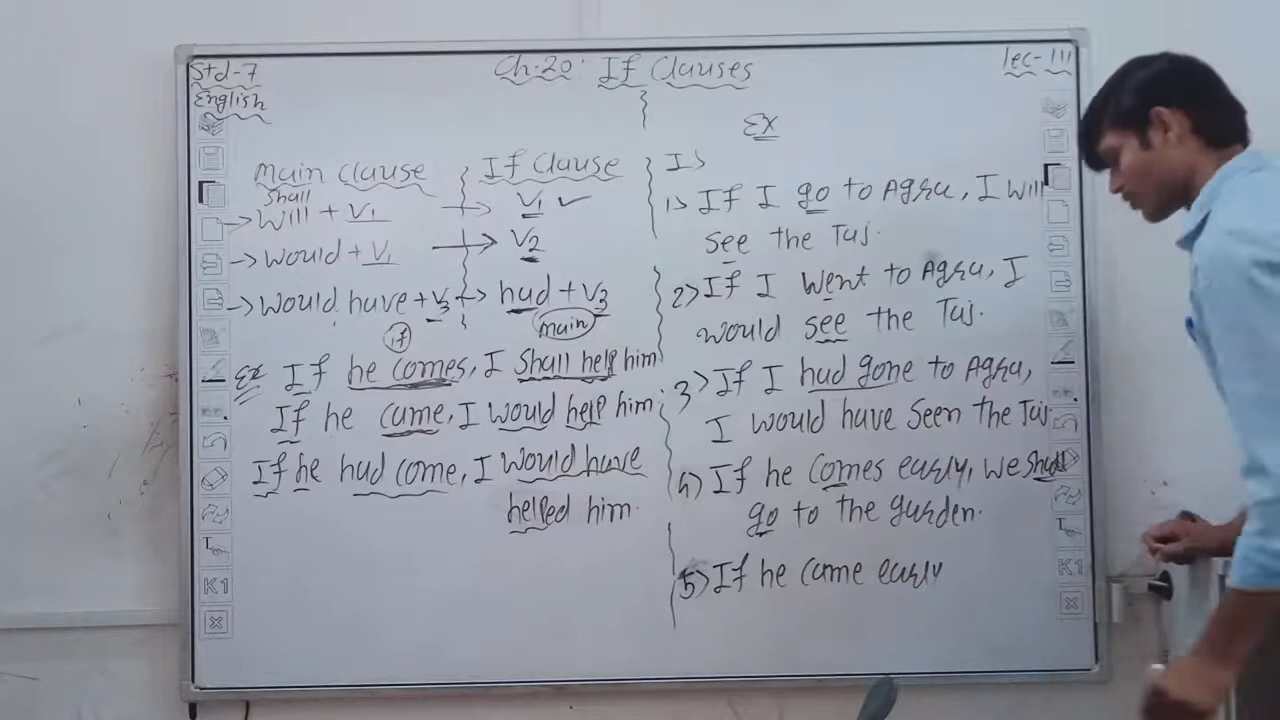 Std-7
English
Ch-20: If Clauses
lec-111
Main Clause
If Clause
Shall
→ Will + V1 → V1 ✓
→ Would + V1 → V2
→ Would have + V3 → had + V3
if
main
Ex If he comes, I Shall help him
If he came, I would help him
If he had come, I would have
helped him.
Ex
I>
1> If I go to Agra, I will
see the Taj.
2> If I went to Agra, I
would see the Taj.
3> If I had gone to Agra,
I would have seen the Taj.
4) If he comes early, we shall
go to the garden.
5> If he came early
T
K1
T
K1